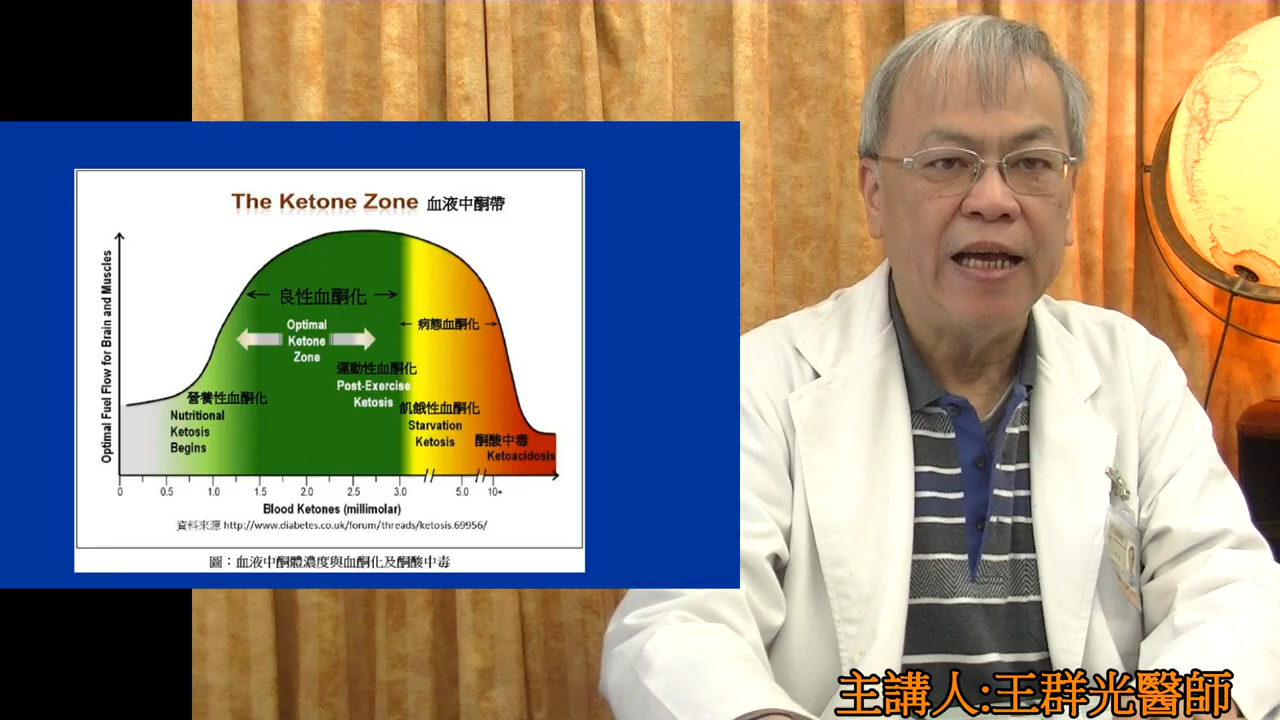 The Ketone Zone 血液中酮帶
Optimal Fuel Flow for Brain and Muscles
良性血酮化
Optimal
Ketone
Zone
病態血酮化
運動性血酮化
Post-Exercise
Ketosis
營養性血酮化
Nutritional
Ketosis
Begins
飢餓性血酮化
Starvation
Ketosis
酮酸中毒
Ketoacidosis
0 0.5 1.0 1.5 2.0 2.5 3.0 5.0 10+
Blood Ketones (millimolar)
資料來源 http://www.diabetes.co.uk/forum/threads/ketosis.69956/
圖：血液中酮體濃度與血酮化及酮酸中毒
主講人:王群光醫師